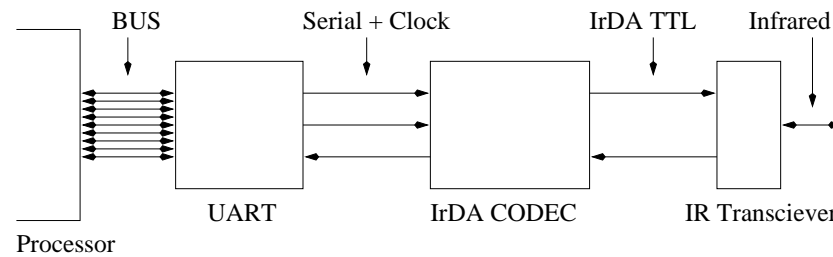 BUS
Serial + Clock
IrDA TTL
Infrared
UART
IrDA CODEC
IR Transciever
Processor